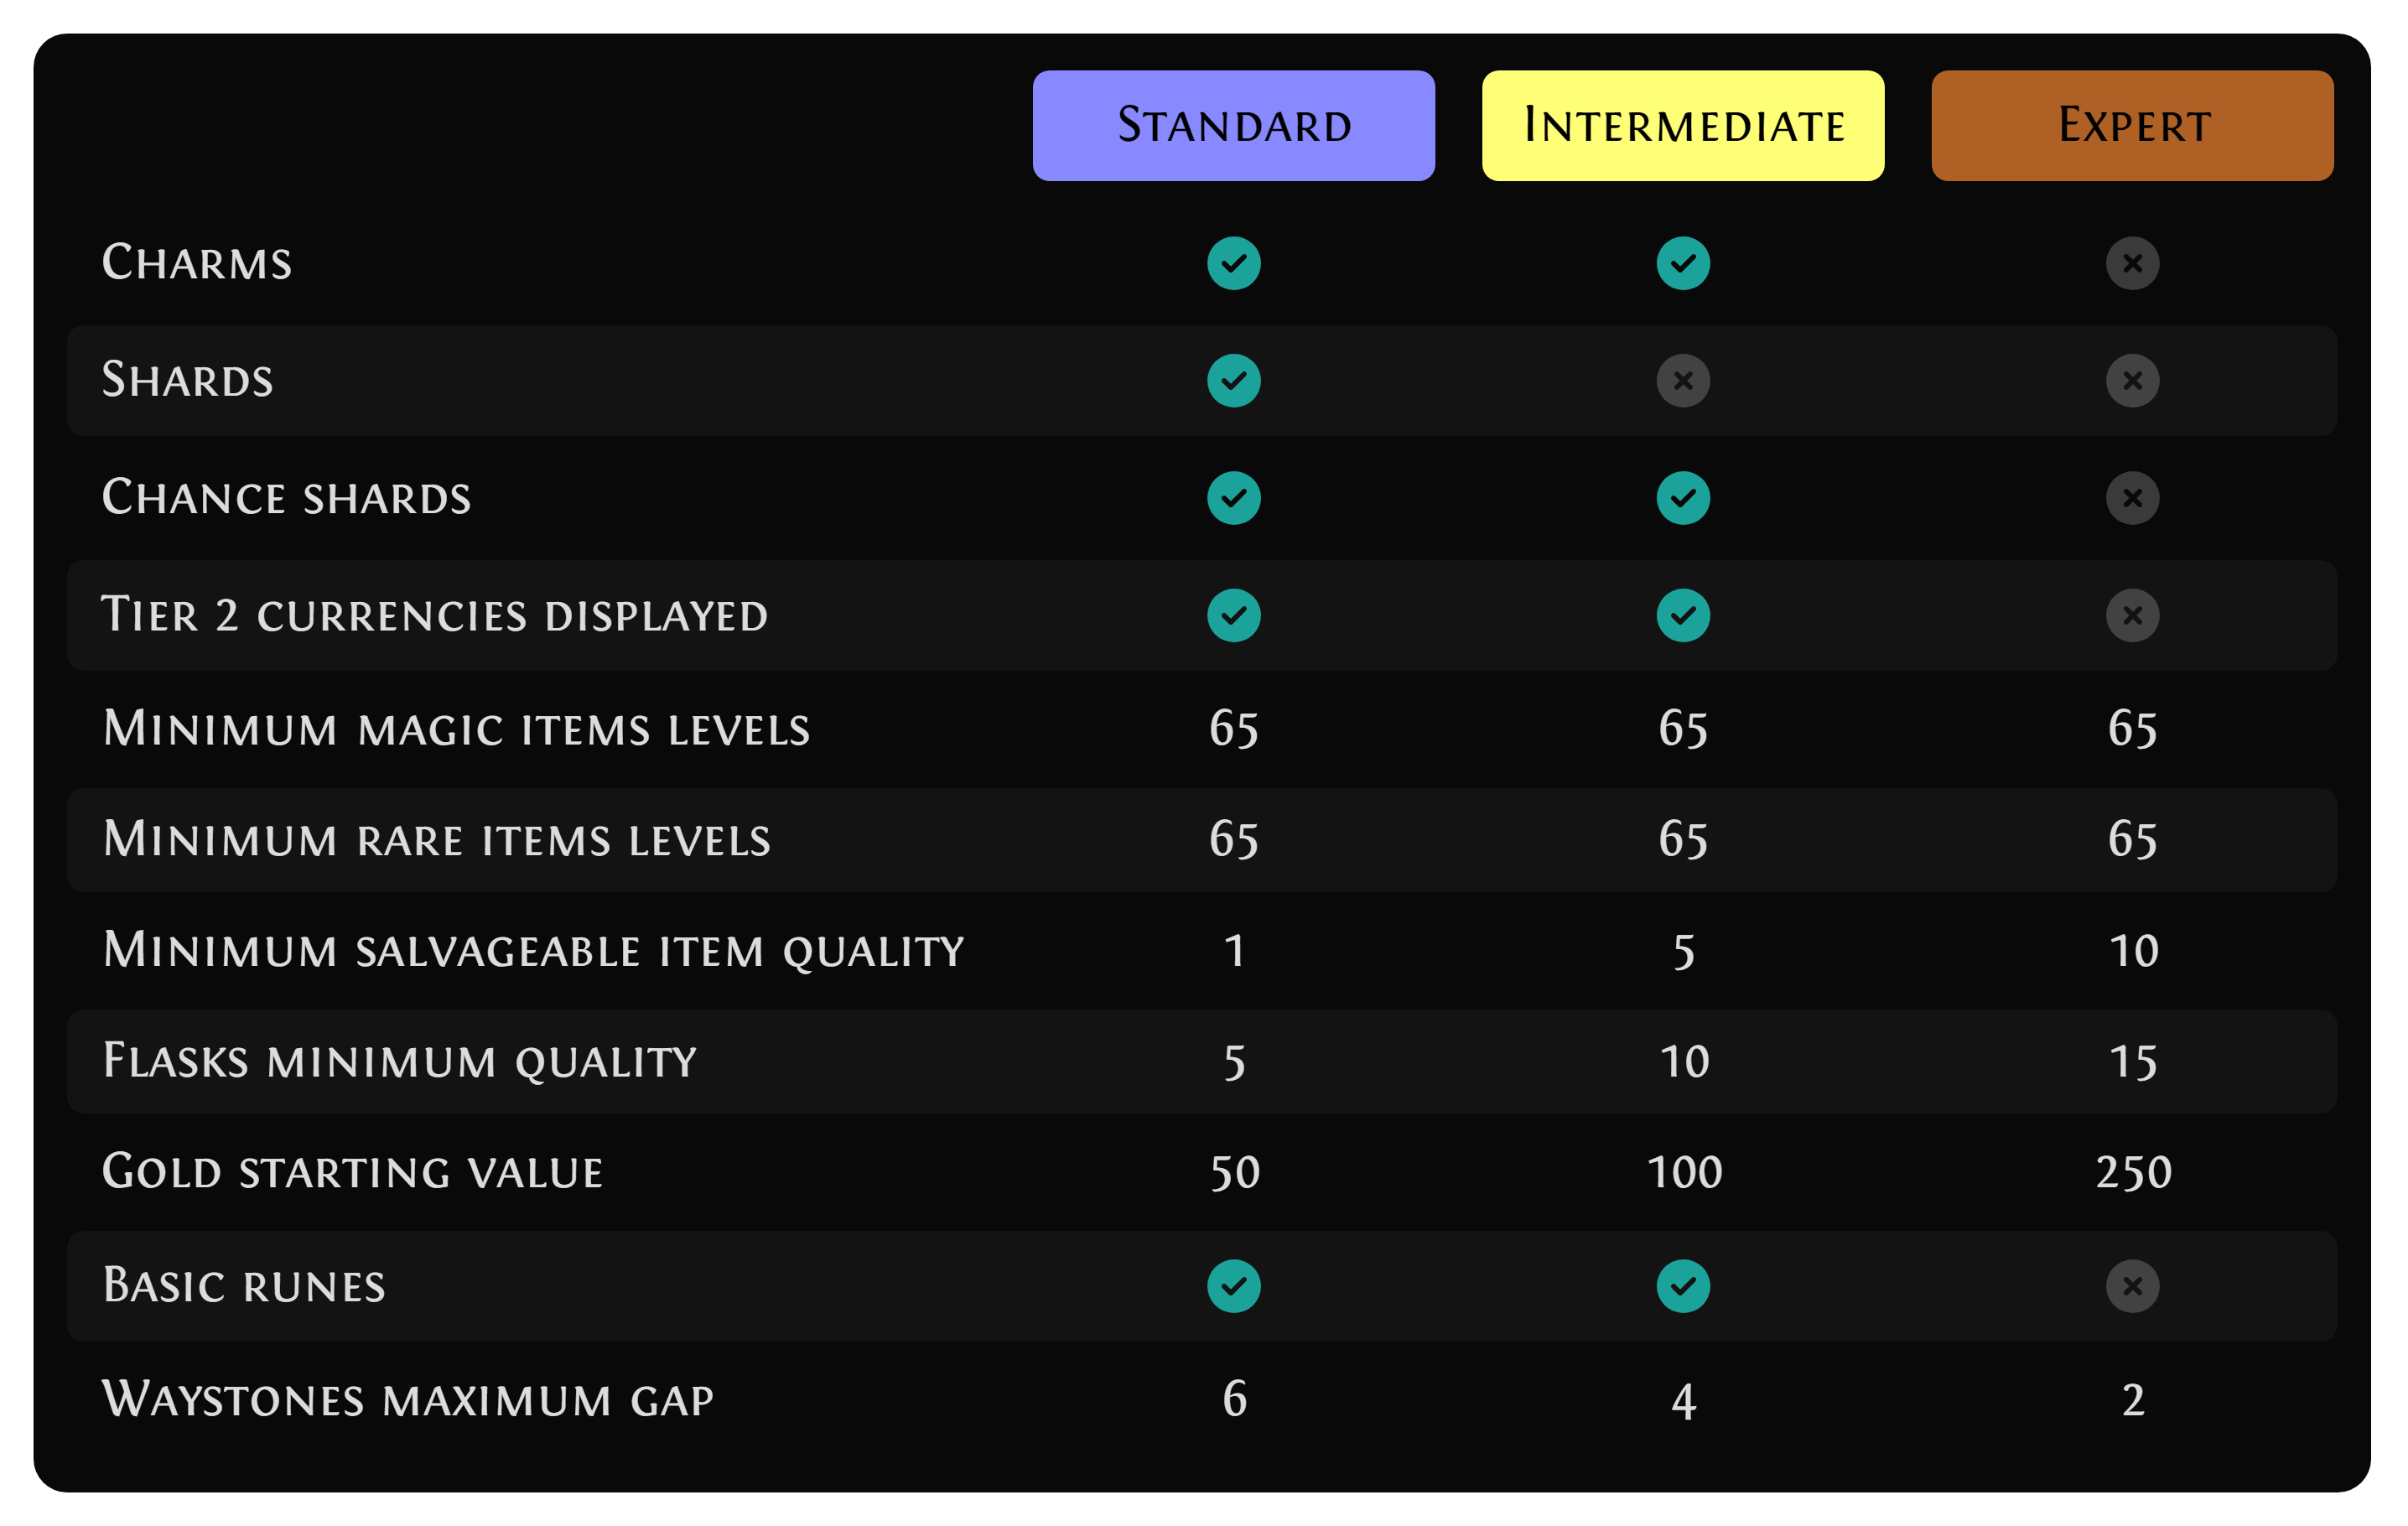 Standard Intermediate Expert
Charms
Shards
Chance shards
Tier 2 currencies displayed
Minimum magic items levels 65 65 65
Minimum rare items levels 65 65 65
Minimum salvageable item quality 1 5 10
Flasks minimum quality 5 10 15
Gold starting value 50 100 250
Basic runes
Waystones maximum gap 6 4 2